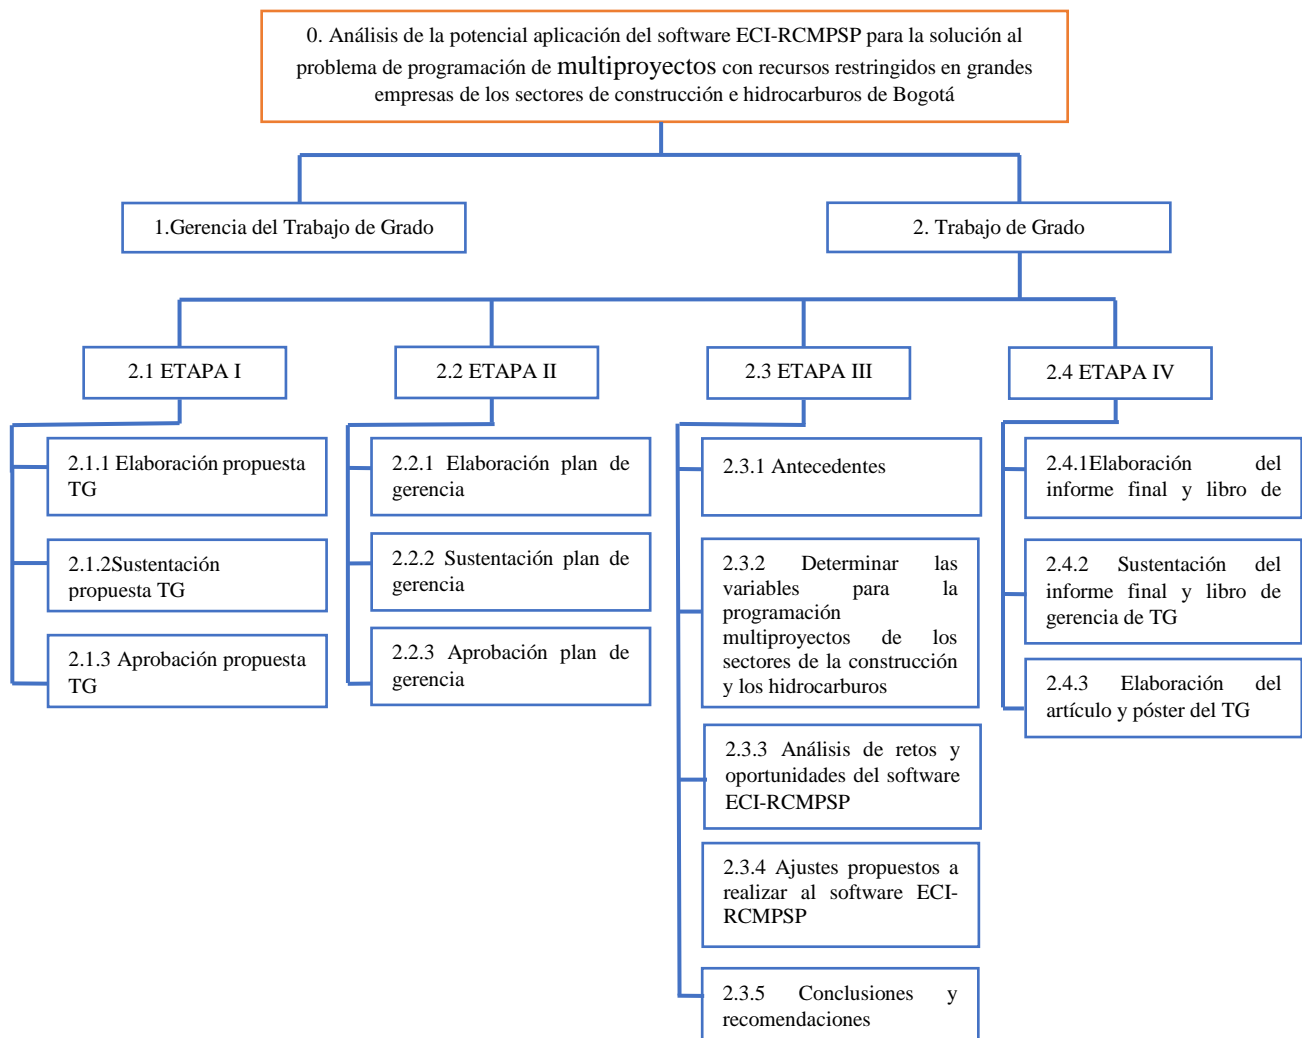 0. Análisis de la potencial aplicación del software ECI-RCMPSP para la solución al
problema de programación de multiproyectos con recursos restringidos en grandes
empresas de los sectores de construcción e hidrocarburos de Bogotá
1.Gerencia del Trabajo de Grado
2. Trabajo de Grado
2.1 ETAPA I
2.2 ETAPA II
2.3 ETAPA III
2.4 ETAPA IV
2.1.1 Elaboración propuesta
TG
2.1.2Sustentación
propuesta TG
2.1.3 Aprobación propuesta
TG
2.2.1 Elaboración plan de
gerencia
2.2.2 Sustentación plan de
gerencia
2.2.3 Aprobación plan de
gerencia
2.3.1 Antecedentes
2.3.2 Determinar las
variables para la
programación
multiproyectos de los
sectores de la construcción
y los hidrocarburos
2.3.3 Análisis de retos y
oportunidades del software
ECI-RCMPSP
2.3.4 Ajustes propuestos a
realizar al software ECI-
RCMPSP
2.3.5 Conclusiones y
recomendaciones
2.4.1Elaboración del
informe final y libro de
2.4.2 Sustentación del
informe final y libro de
gerencia de TG
2.4.3 Elaboración del
artículo y póster del TG